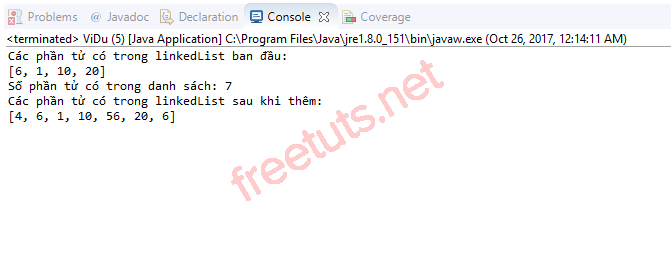 Problems @ Javadoc Declaration Console Coverage
<terminated> ViDu (5) [Java Application] C:\Program Files\Java\jre1.8.0_151\bin\javaw.exe (Oct 26, 2017, 12:14:11 AM)
Các phần tử có trong linkedList ban đầu:
[6, 1, 10, 20]
Số phần tử có trong danh sách: 7
Các phần tử có trong linkedList sau khi thêm:
[4, 6, 1, 10, 56, 20, 6]
freetuts.net